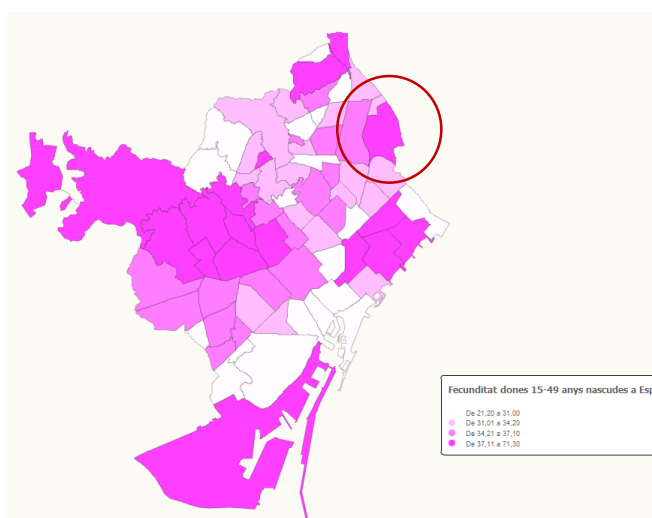 Fecunditat dones 15-49 anys nascudes a Esp
De 21,20 a 31,00
De 31,01 a 34,20
De 34,21 a 37,10
De 37,11 a 71,30